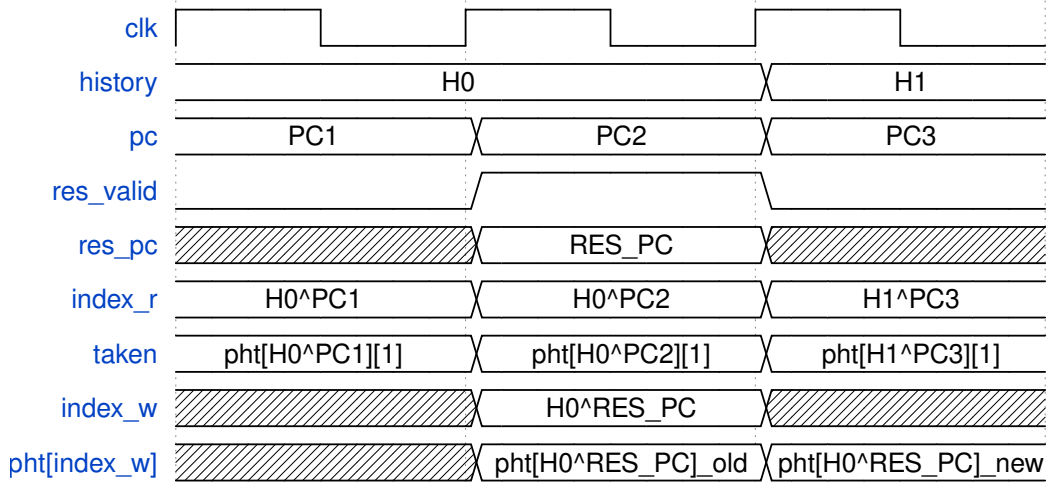 clk
history H0 H1
pc PC1 PC2 PC3
res_valid
res_pc RES_PC
index_r H0^PC1 H0^PC2 H1^PC3
taken pht[H0^PC1][1] pht[H0^PC2][1] pht[H1^PC3][1]
index_w H0^RES_PC
pht[index_w] pht[H0^RES_PC]_old pht[H0^RES_PC]_new